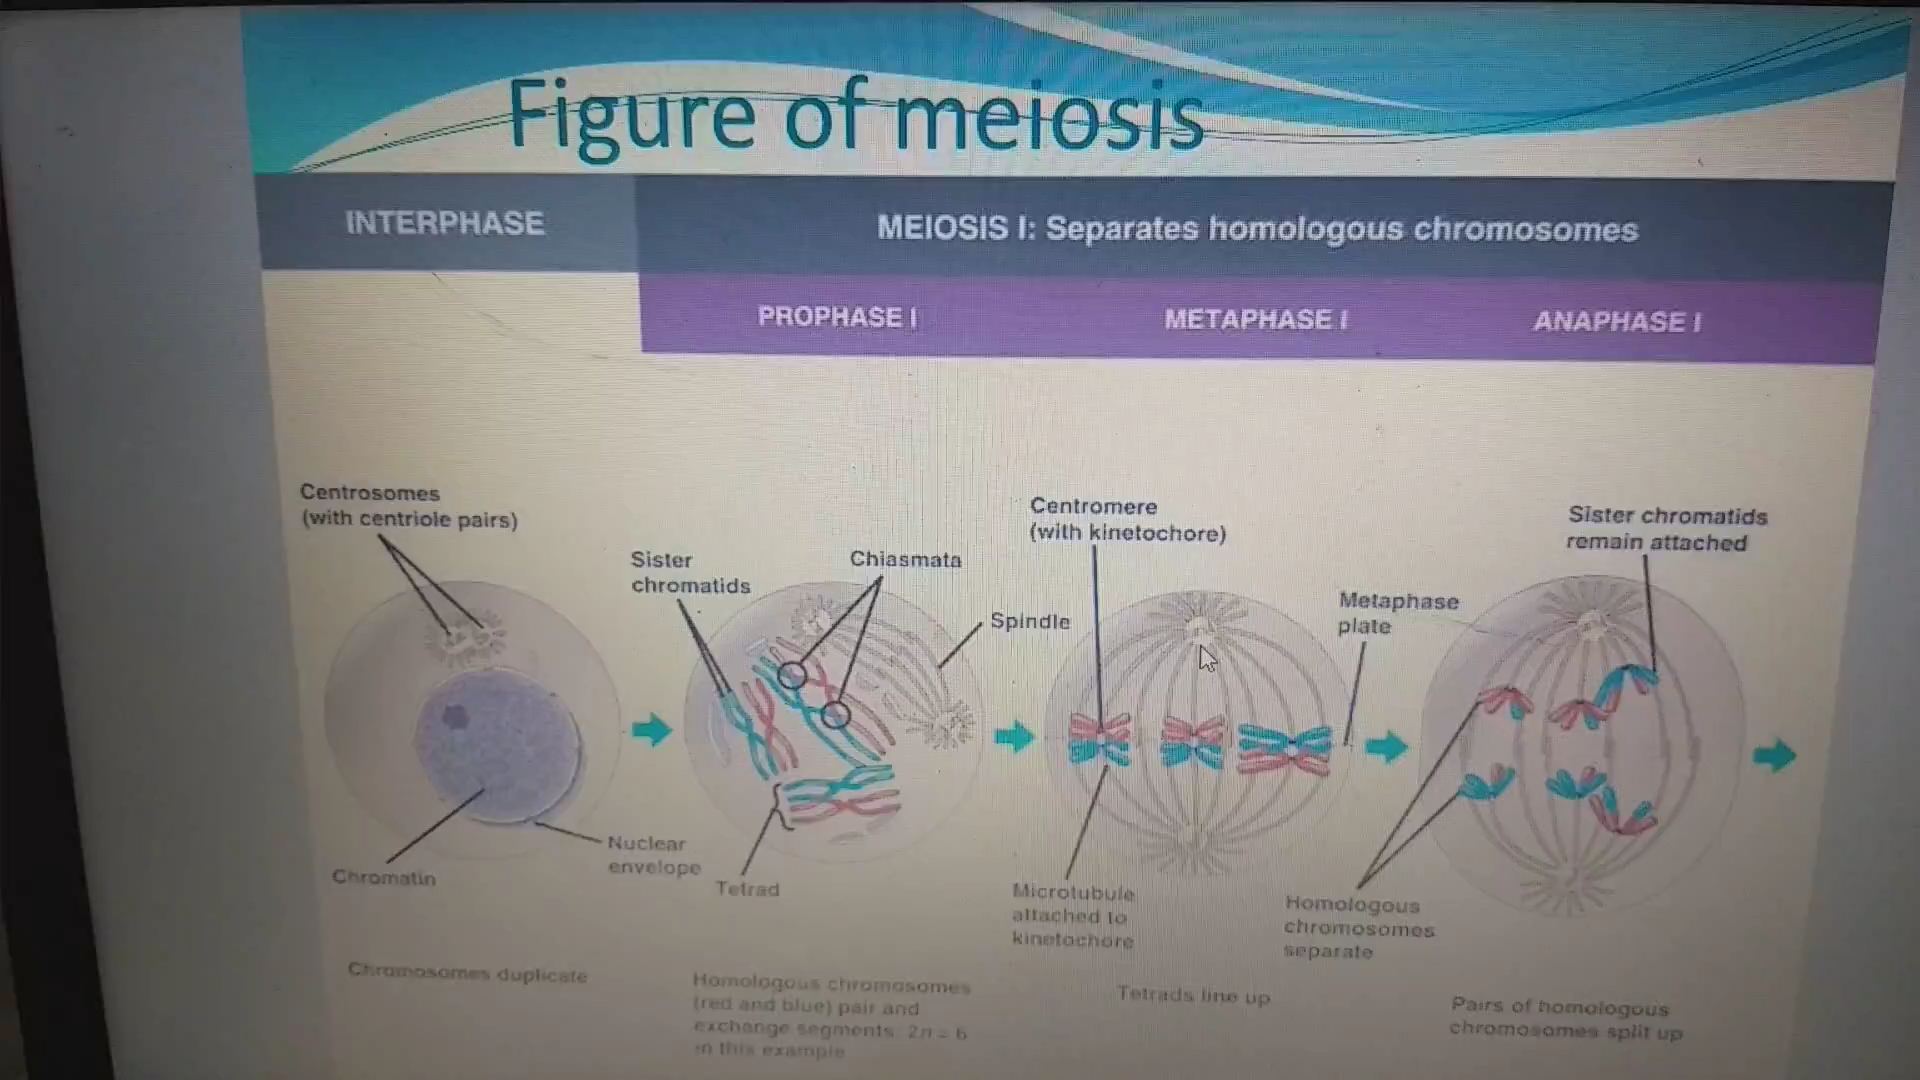 Figure of meiosis
INTERPHASE
MEIOSIS I: Separates homologous chromosomes
PROPHASE I
METAPHASE I
ANAPHASE I
Centrosomes
(with centriole pairs)
Sister
chromatids
Chiasmata
Spindle
Centromere
(with kinetochore)
Metaphase
plate
Sister chromatids
remain attached
Chromatin
Nuclear
envelope
Tetrad
Microtubule
attached to
kinetochore
Homologous
chromosomes
separate
Chromosomes duplicate
Homologous chromosomes
(red and blue) pair and
exchange segments; 2n = 6
in this example
Tetrads line up
Pairs of homologous
chromosomes split up